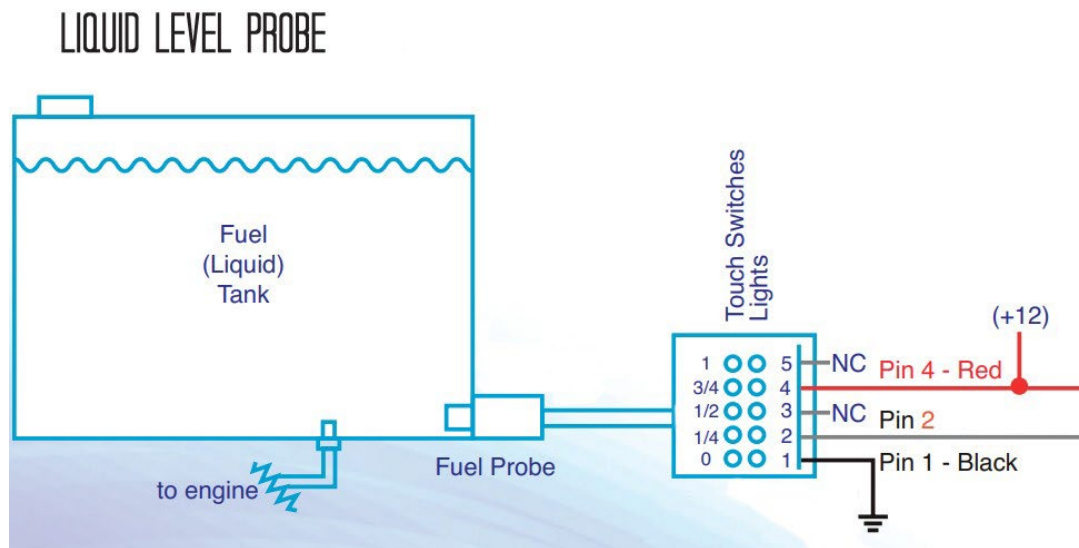 LIQUID LEVEL PROBE
Fuel
(Liquid)
Tank
to engine
Fuel Probe
Touch Switches
Lights
1
3/4
1/2
1/4
0
5
4
3
2
1
NC
Pin 4 - Red
NC
Pin 2
Pin 1 - Black
(+12)